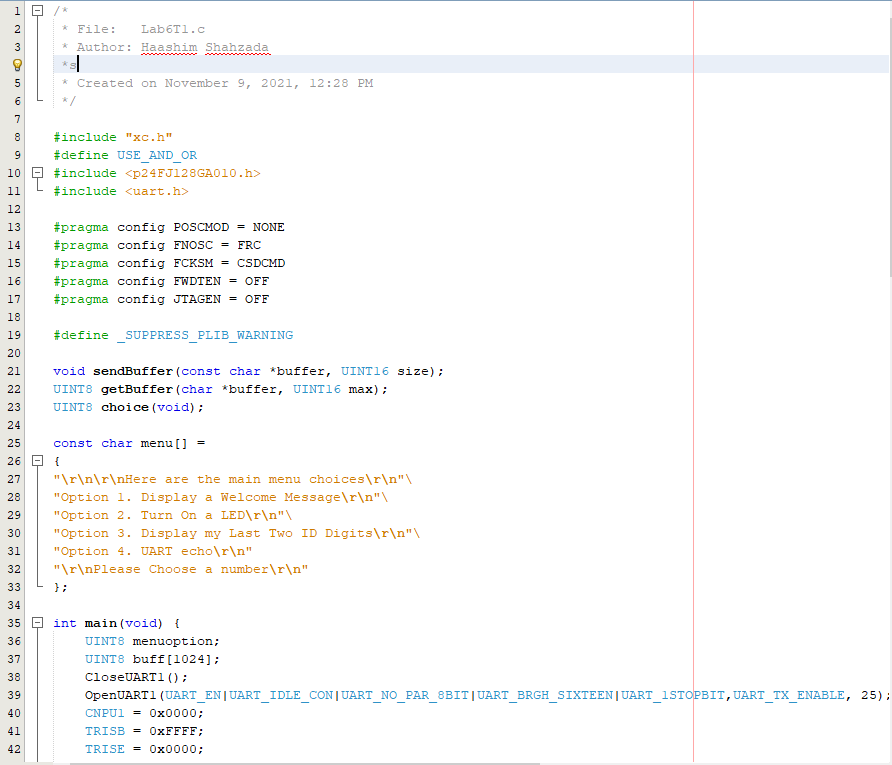 1 /*
2 * File:   Lab6T1.c
3 * Author: Haashim Shahzada
*s
5 * Created on November 9, 2021, 12:28 PM
6 */
7
8 #include "xc.h"
9 #define USE_AND_OR
10 #include <p24FJ128GA010.h>
11 #include <uart.h>
12
13 #pragma config POSCMOD = NONE
14 #pragma config FNOSC = FRC
15 #pragma config FCKSM = CSDCMD
16 #pragma config FWDTEN = OFF
17 #pragma config JTAGEN = OFF
18
19 #define _SUPPRESS_PLIB_WARNING
20
21 void sendBuffer(const char *buffer, UINT16 size);
22 UINT8 getBuffer(char *buffer, UINT16 max);
23 UINT8 choice(void);
24
25 const char menu[] =
26 {
27 "\r\n\r\nHere are the main menu choices\r\n"\
28 "Option 1. Display a Welcome Message\r\n"\
29 "Option 2. Turn On a LED\r\n"\
30 "Option 3. Display my Last Two ID Digits\r\n"\
31 "Option 4. UART echo\r\n"
32 "\r\nPlease Choose a number\r\n"
33 };
34
35 int main(void) {
36     UINT8 menuoption;
37     UINT8 buff[1024];
38     CloseUART1();
39     OpenUART1(UART_EN|UART_IDLE_CON|UART_NO_PAR_8BIT|UART_BRGH_SIXTEEN|UART_1STOPBIT,UART_TX_ENABLE, 25);
40     CNPU1 = 0x0000;
41     TRISB = 0xFFFF;
42     TRISE = 0x0000;